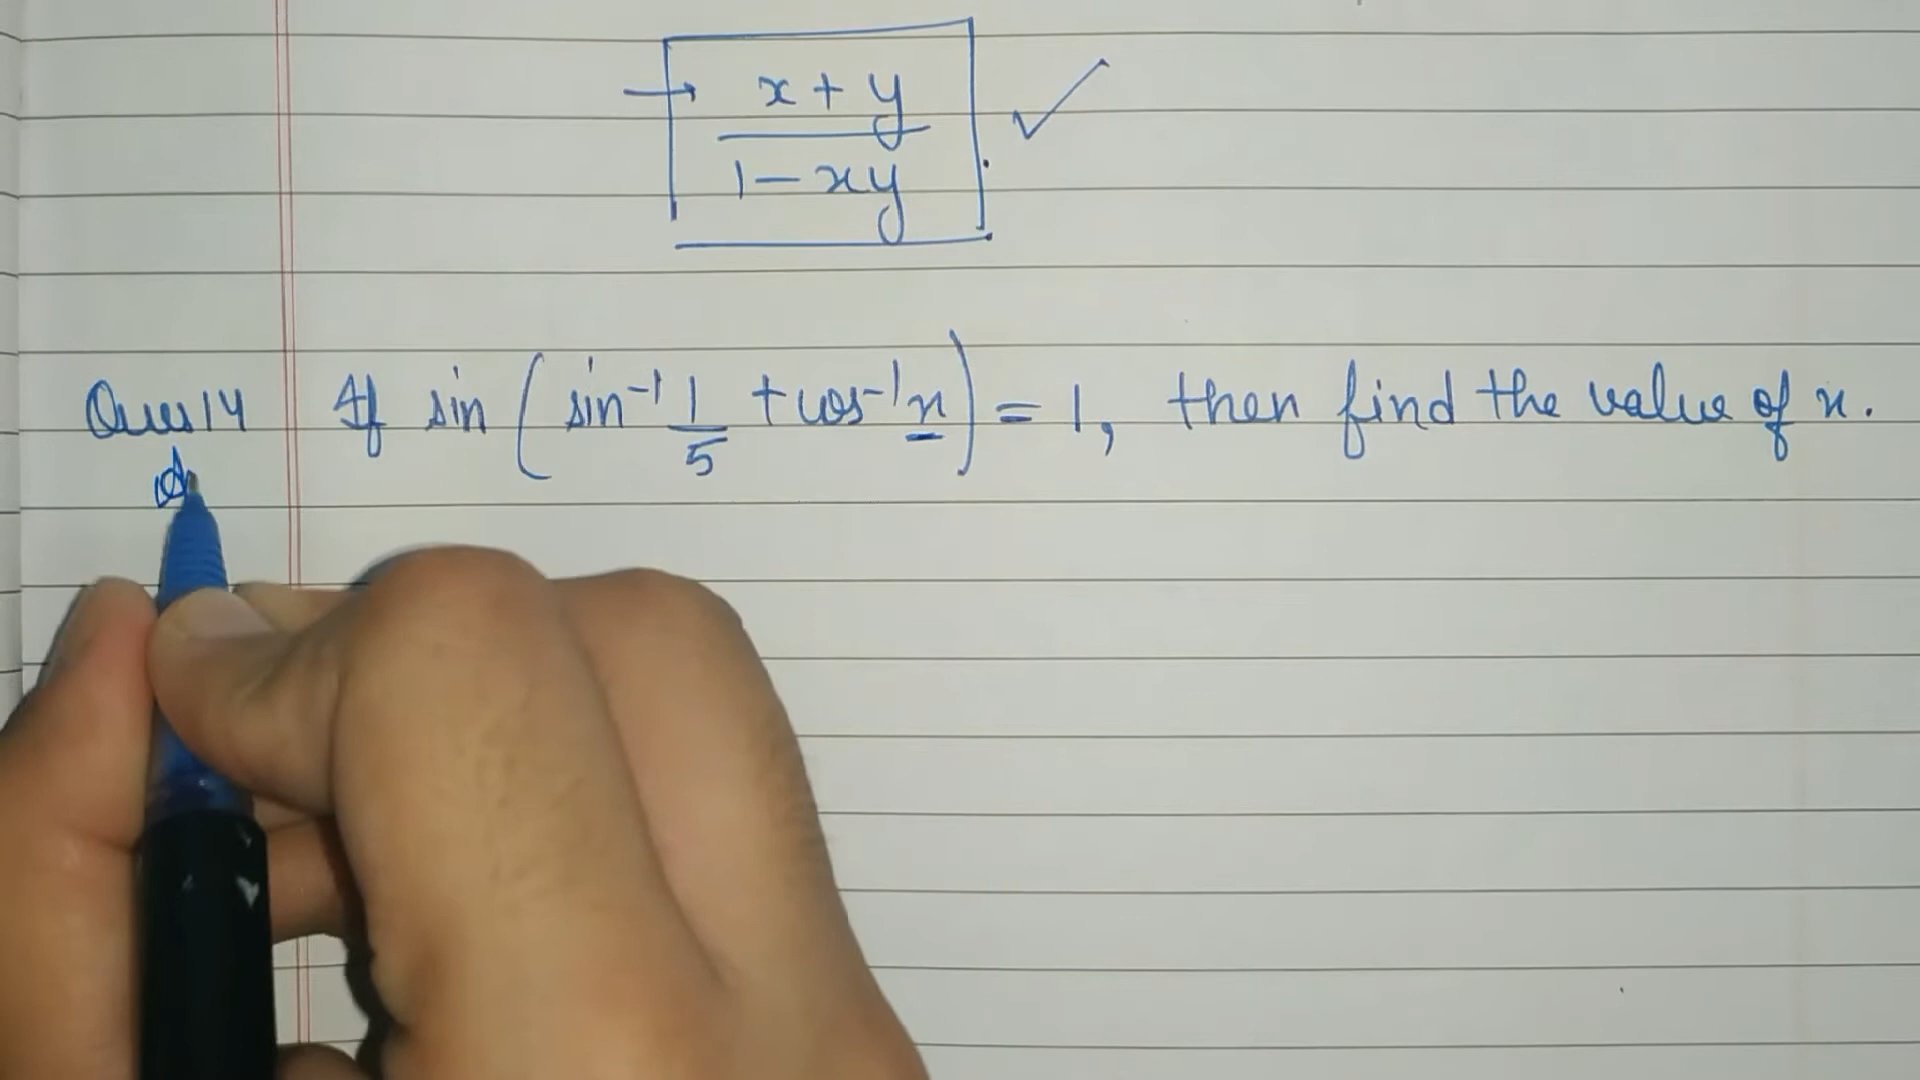 → x + y
1 - xy ✓
Ques 14 If sin (sin⁻¹ 1/5 + cos⁻¹ x) = 1, then find the value of x.